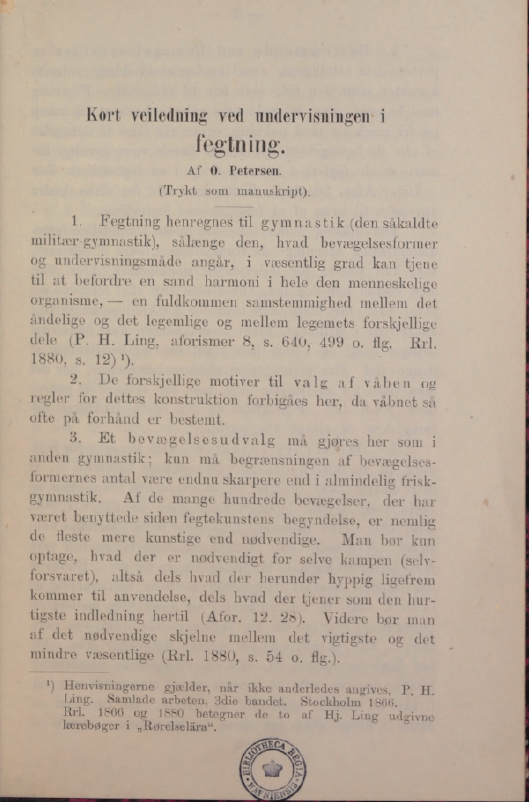 Kort veiledning ved undervisningen i
fegtning.
Af O. Petersen.
(Trykt som manuskript).
1. Fegtning henregnes til gymnastik (den såkaldte
militær-gymnastik), sålænge den, hvad bevægelsesformer
og undervisningsmåde angår, i væsentlig grad kan tjene
til at befordre en sand harmoni i hele den menneskelige
organisme, — en fuldkommen samstemmighed mellem det
åndelige og det legemlige og mellem legemets forskjellige
dele (P. H. Ling, aforismer 8, s. 640, 499 o. flg. Rrl.
1880, s. 12) ¹).
2. De forskjellige motiver til valg af våben og
regler for dettes konstruktion forbigåes her, da våbnet så
ofte på forhånd er bestemt.
3. Et bevægelsesudvalg må gjøres her som i
anden gymnastik; kun må begrænsningen af bevægelses-
formernes antal være endnu skarpere end i almindelig frisk-
gymnastik. Af de mange hundrede bevægelser, der har
været benyttede siden fegtekunstens begyndelse, er nemlig
de fleste mere kunstige end nødvendige. Man bør kun
optage, hvad der er nødvendigt for selve kampen (selv-
forsvaret), altså dels hvad der herunder hyppig ligefrem
kommer til anvendelse, dels hvad der tjener som den hur-
tigste indledning hertil (Afor. 12. 28). Videre bør man
af det nødvendige skjelne mellem det vigtigste og det
mindre væsentlige (Rrl. 1880, s. 54 o. flg.).
¹) Henvisningerne gjælder, når ikke anderledes angives, P. H.
Ling. Samlade arbeten. 3die bandet. Stockholm 1866.
Rrl. 1866 og 1880 betegner de to af Hj. Ling udgivne
lærebøger i „Rörelselära“.
BIBLIOTHECA REGIA
HAFNIENSIS